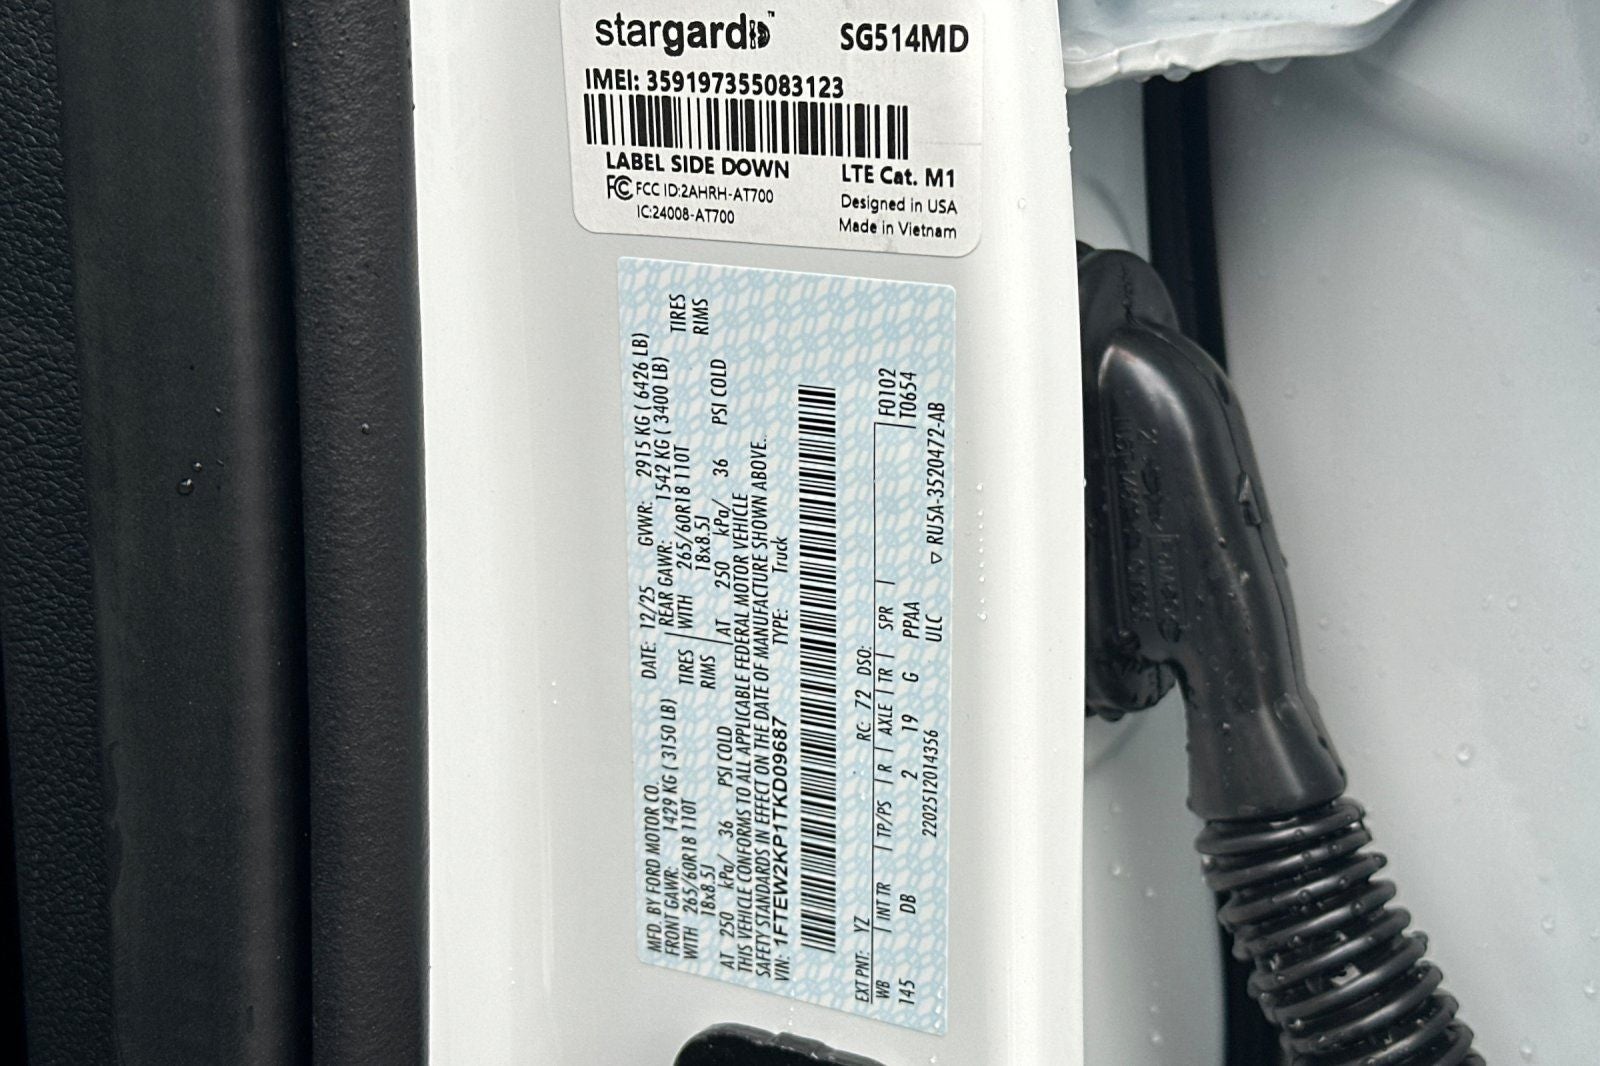 stargard™ SG514MD
IMEI: 359197355083123
LABEL SIDE DOWN LTE Cat. M1
FCC ID:2AHRH-AT700 Designed in USA
IC:24008-AT700 Made in Vietnam
MFD. BY FORD MOTOR CO. DATE: 12/25 GVWR: 2915 KG ( 6426 LB)
FRONT GAWR: 1429 KG ( 3150 LB) REAR GAWR: 1542 KG ( 3400 LB)
WITH 265/60R18 110T TIRES WITH 265/60R18 110T TIRES
18x8.5J RIMS 18x8.5J RIMS
AT 250 kPa/ 36 PSI COLD AT 250 kPa/ 36 PSI COLD
THIS VEHICLE CONFORMS TO ALL APPLICABLE FEDERAL MOTOR VEHICLE
SAFETY STANDARDS IN EFFECT ON THE DATE OF MANUFACTURE SHOWN ABOVE.
VIN: 1FTEW2KP1TKD09687 TYPE: Truck
EXT PNT: YZ RC: 72 DSO:
WB INT TR TP/PS R AXLE TR SPR F0102
145 DB 2 19 G PPAA T0654
2202512014356 ULC ▽ RU5A-3520472-AB